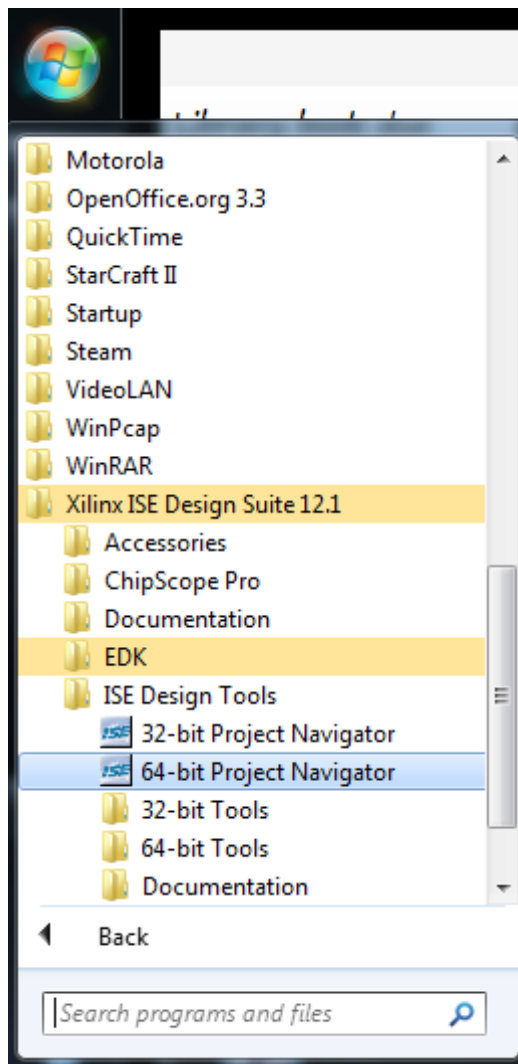 Motorola
OpenOffice.org 3.3
QuickTime
StarCraft II
Startup
Steam
VideoLAN
WinPcap
WinRAR
Xilinx ISE Design Suite 12.1
Accessories
ChipScope Pro
Documentation
EDK
ISE Design Tools
ISE 32-bit Project Navigator
ISE 64-bit Project Navigator
32-bit Tools
64-bit Tools
Documentation
Back
Search programs and files